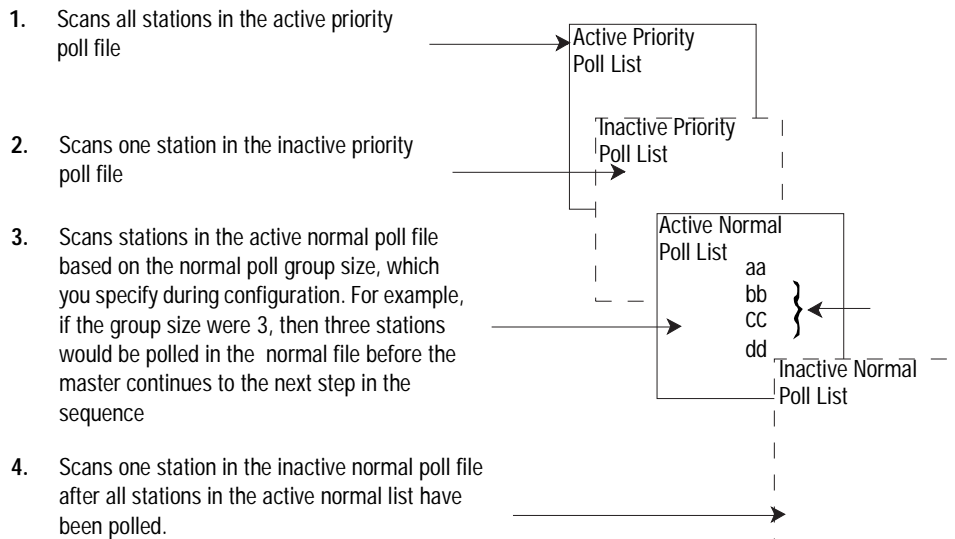 1. Scans all stations in the active priority
poll file
2. Scans one station in the inactive priority
poll file
3. Scans stations in the active normal poll file
based on the normal poll group size, which
you specify during configuration. For example,
if the group size were 3, then three stations
would be polled in the normal file before the
master continues to the next step in the
sequence
4. Scans one station in the inactive normal poll file
after all stations in the active normal list have
been polled.
Active Priority
Poll List
Inactive Priority
Poll List
Active Normal
Poll List
aa
bb
cc
dd
Inactive Normal
Poll List